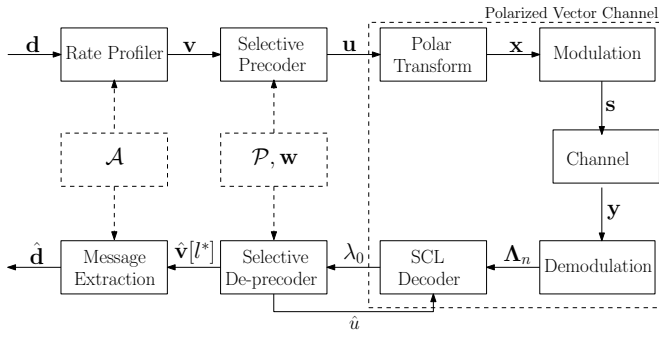 Polarized Vector Channel
d
Rate Profiler
v
Selective
Precoder
u
Polar
Transform
x
Modulation
s
𝒜
𝒫, w
Channel
y
d̂
Message
Extraction
v̂[l*]
Selective
De-precoder
λ₀
SCL
Decoder
Λₙ
Demodulation
û